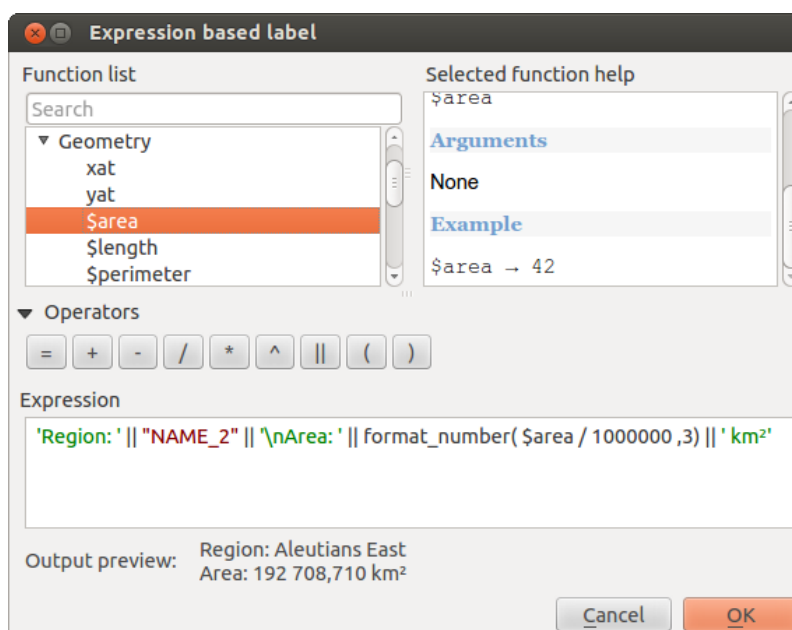 Expression based label
Function list
Search
Geometry
xat
yat
$area
$length
$perimeter
Selected function help
$area
Arguments
None
Example
$area → 42
Operators
= + - / * ^ || ( )
Expression
'Region: ' || "NAME_2" || '\nArea: ' || format_number( $area / 1000000 ,3) || ' km²'
Output preview:
Region: Aleutians East
Area: 192 708,710 km²
Cancel
OK